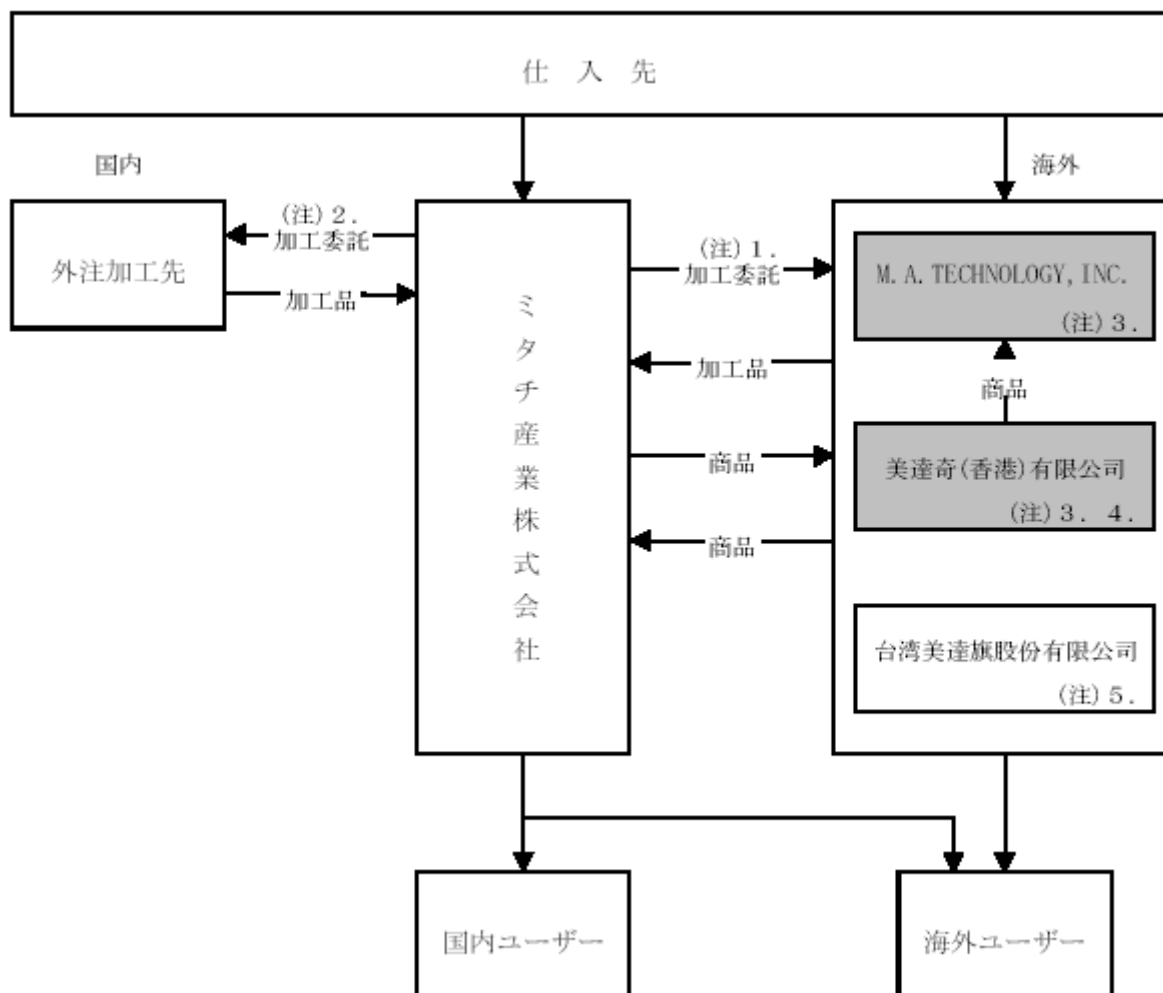 仕 入 先
国内
海外
外注加工先
(注)2.
加工委託
加工品
ミタチ産業株式会社
(注)1.
加工委託
加工品
商品
商品
M.A.TECHNOLOGY,INC.
(注)3.
商品
美達奇(香港)有限公司
(注)3. 4.
台湾美達旗股份有限公司
(注)5.
国内ユーザー
海外ユーザー